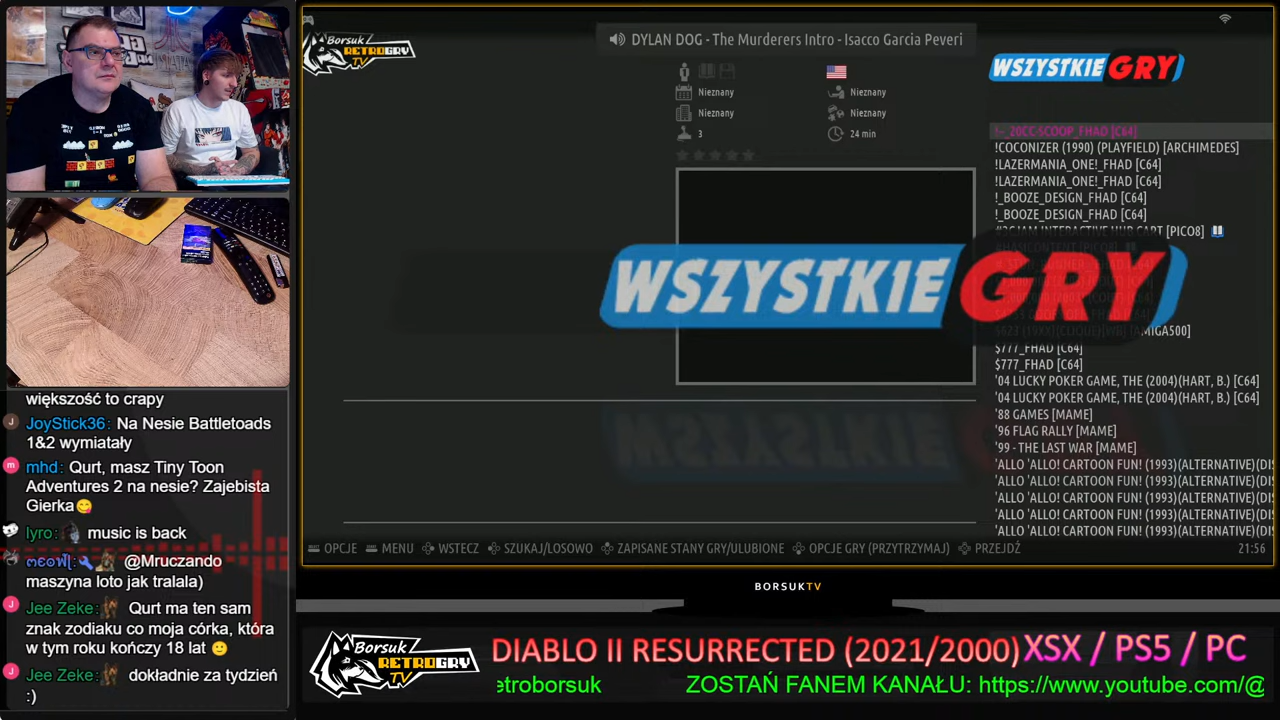 Borsuk
RETROGRY
TV
DYLAN DOG - The Murderers Intro - Isacco Garcia Peveri
WSZYSTKIE GRY
Nieznany
Nieznany
Nieznany
Nieznany
3
24 min
!-_20CC-SCOOP_FHAD [C64]
!COCONIZER (1990) (PLAYFIELD) [ARCHIMEDES]
!LAZERMANIA_ONE!_FHAD [C64]
!LAZERMANIA_ONE!_FHAD [C64]
!_BOOZE_DESIGN_FHAD [C64]
!_BOOZE_DESIGN_FHAD [C64]
WSZYSTKIE GRY
$777_FHAD [C64]
$777_FHAD [C64]
'04 LUCKY POKER GAME, THE (2004)(HART, B.) [C64]
'04 LUCKY POKER GAME, THE (2004)(HART, B.) [C64]
'88 GAMES [MAME]
'96 FLAG RALLY [MAME]
'99 - THE LAST WAR [MAME]
'ALLO 'ALLO! CARTOON FUN! (1993)(ALTERNATIVE)(DIS
'ALLO 'ALLO! CARTOON FUN! (1993)(ALTERNATIVE)(DIS
'ALLO 'ALLO! CARTOON FUN! (1993)(ALTERNATIVE)(DIS
'ALLO 'ALLO! CARTOON FUN! (1993)(ALTERNATIVE)(DIS
'ALLO 'ALLO! CARTOON FUN! (1993)(ALTERNATIVE)(DIS
OPCJE MENU WSTECZ SZUKAJ/LOSOWO ZAPISANE STANY GRY/ULUBIONE OPCJE GRY (PRZYTRZYMAJ) PRZEJDŹ 21:56
większość to crapy
JoyStick36: Na Nesie Battletoads
1&2 wymiatały
mhd: Qurt, masz Tiny Toon
Adventures 2 na nesie? Zajebista
Gierka
lyro: music is back
@Mruczando
maszyna loto jak tralala)
Jee Zeke: Qurt ma ten sam
znak zodiaku co moja córka, która
w tym roku kończy 18 lat
Jee Zeke: dokładnie za tydzień
:)
BORSUKTV
Borsuk
RETROGRY
TV
DIABLO II RESURRECTED (2021/2000) XSX / PS5 / PC
etroborsuk ZOSTAŃ FANEM KANAŁU: https://www.youtube.com/@